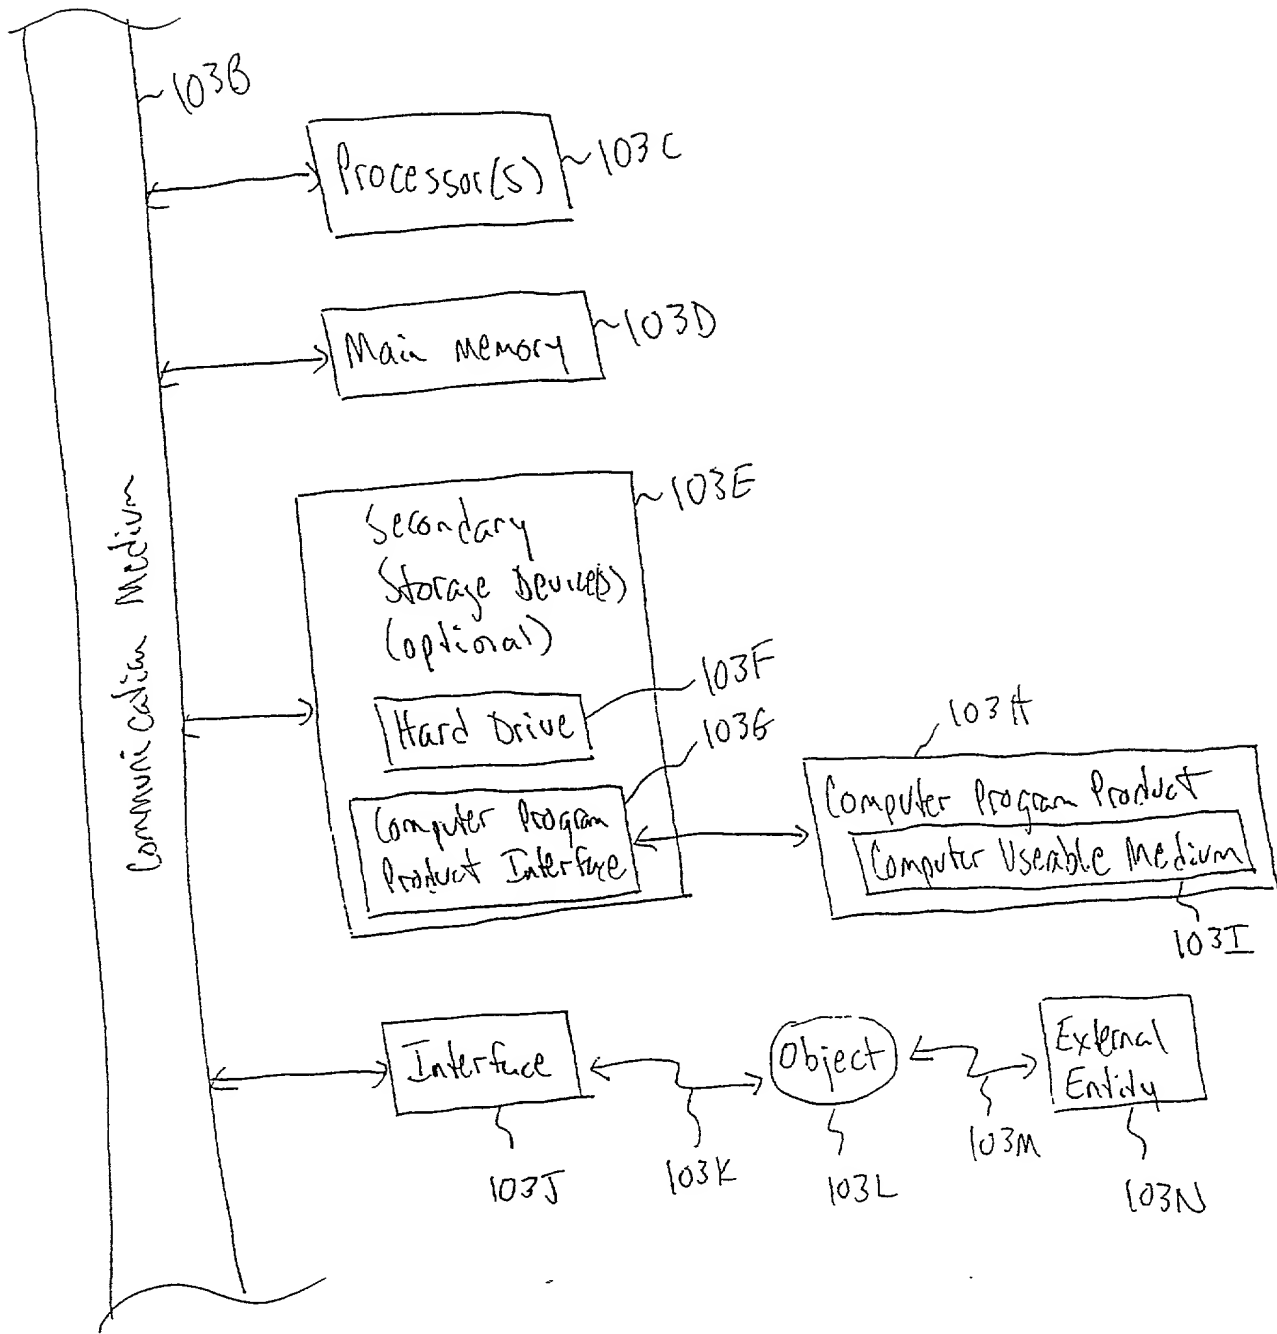 103B
Processor(s)
103C
Main Memory
103D
Communication Medium
103E
Secondary
Storage Device(s)
(optional)
103F
Hard Drive
103G
Computer Program
Product Interface
103H
Computer Program Product
Computer Useable Medium
103I
Interface
Object
External
Entity
103J
103K
103L
103M
103N